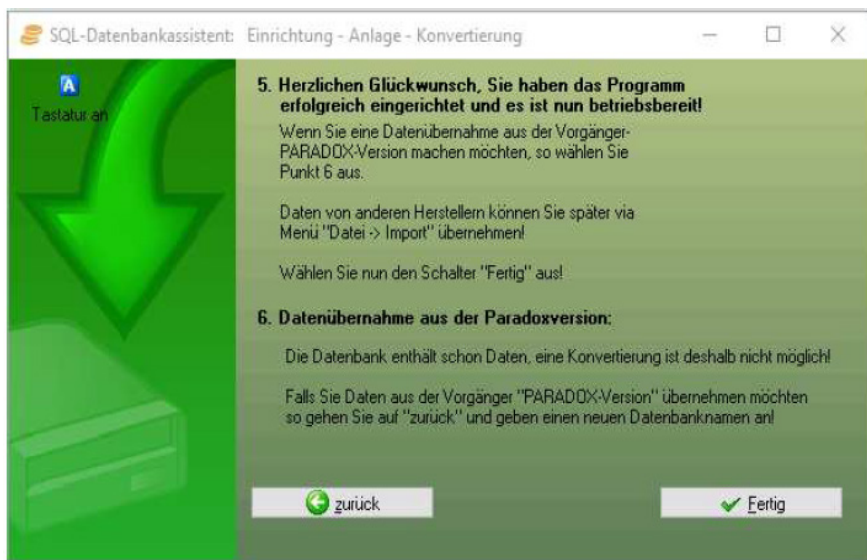 SQL-Datenbankassistent: Einrichtung - Anlage - Konvertierung
Tastatur an
5. Herzlichen Glückwunsch, Sie haben das Programm
erfolgreich eingerichtet und es ist nun betriebsbereit!
Wenn Sie eine Datenübernahme aus der Vorgänger-
PARADOX-Version machen möchten, so wählen Sie
Punkt 6 aus.
Daten von anderen Herstellern können Sie später via
Menü "Datei -> Import" übernehmen!
Wählen Sie nun den Schalter "Fertig" aus!
6. Datenübernahme aus der Paradoxversion:
Die Datenbank enthält schon Daten, eine Konvertierung ist deshalb nicht möglich!
Falls Sie Daten aus der Vorgänger "PARADOX-Version" übernehmen möchten
so gehen Sie auf "zurück" und geben einen neuen Datenbanknamen an!
zurück
Fertig